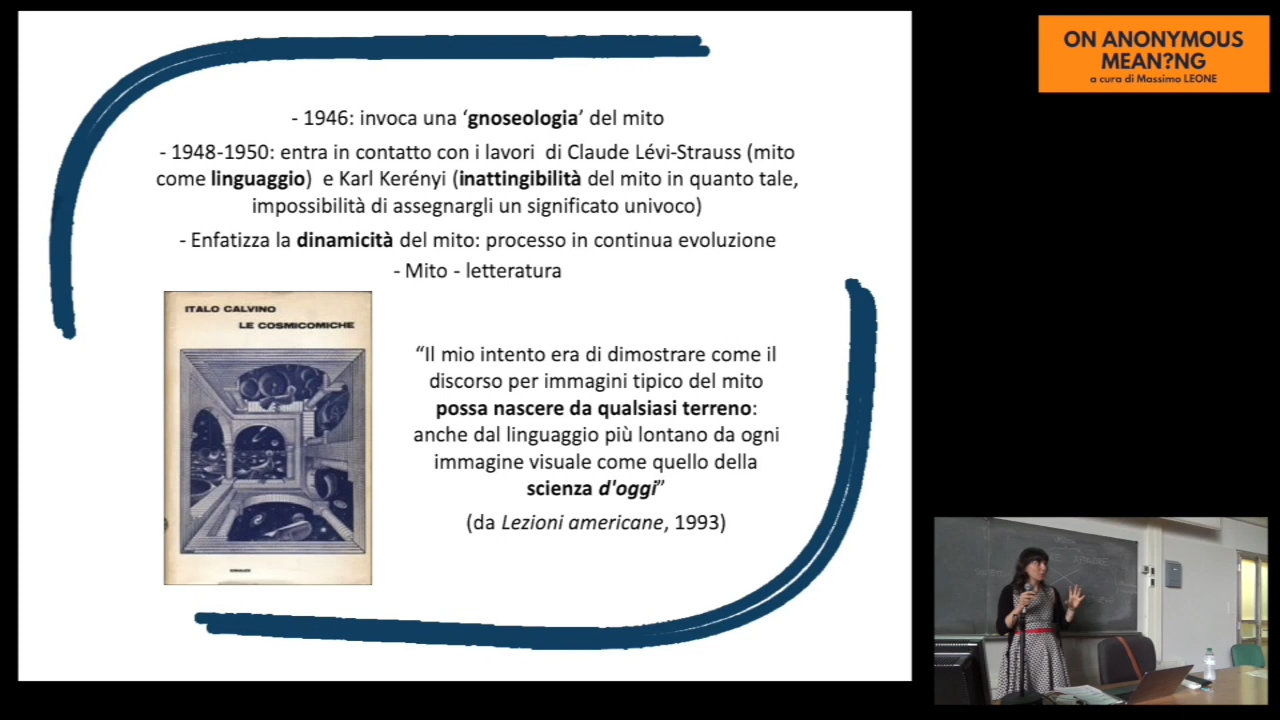 ON ANONYMOUS
MEAN?NG
a cura di Massimo LEONE
- 1946: invoca una ‘gnoseologia’ del mito
- 1948-1950: entra in contatto con i lavori di Claude Lévi-Strauss (mito
come linguaggio) e Karl Kerényi (inattingibilità del mito in quanto tale,
impossibilità di assegnargli un significato univoco)
- Enfatizza la dinamicità del mito: processo in continua evoluzione
- Mito - letteratura
ITALO CALVINO
LE COSMICOMICHE
“Il mio intento era di dimostrare come il
discorso per immagini tipico del mito
possa nascere da qualsiasi terreno:
anche dal linguaggio più lontano da ogni
immagine visuale come quello della
scienza d'oggi”
(da Lezioni americane, 1993)